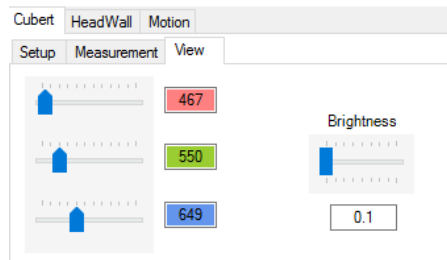 Cubert HeadWall Motion
Setup Measurement View
467
Brightness
550
0.1
649